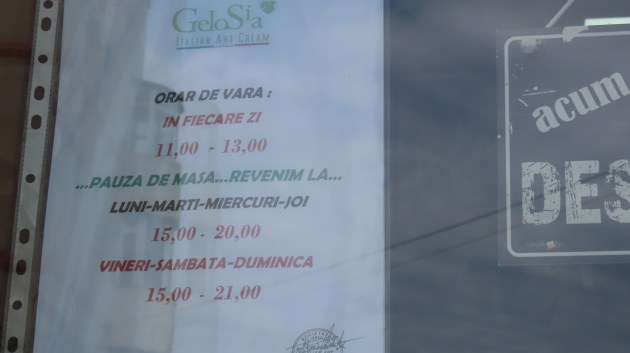 GeloSia
Italian Art Cream
ORAR DE VARA :
IN FIECARE ZI
11,00 - 13,00
...PAUZA DE MASA...REVENIM LA...
LUNI-MARTI-MIERCURI-JOI
15,00 - 20,00
VINERI-SAMBATA-DUMINICA
15,00 - 21,00
acum
DES